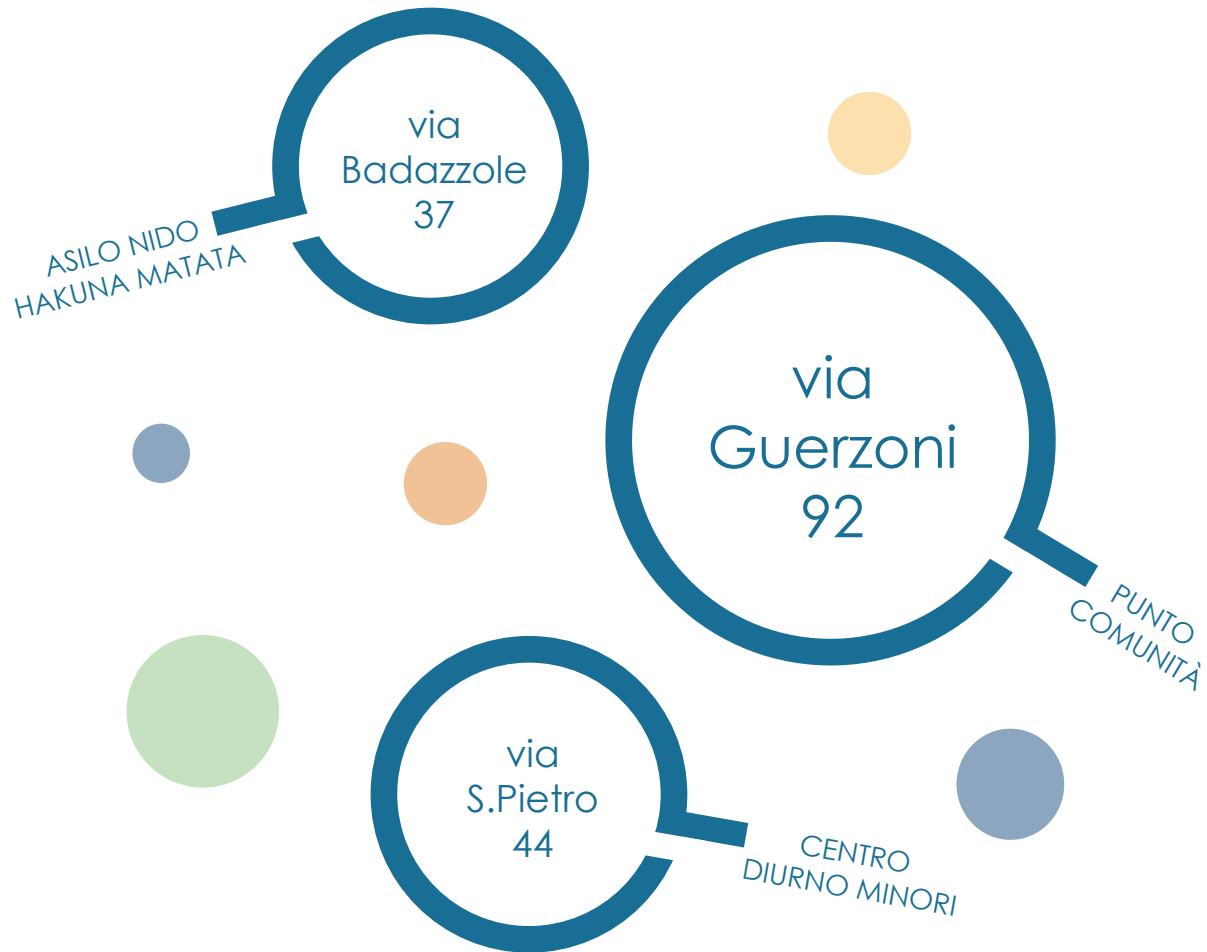 via
Badazzole
37
ASILO NIDO
HAKUNA MATATA
via
Guerzoni
92
PUNTO
COMUNITÀ
via
S.Pietro
44
CENTRO
DIURNO MINORI